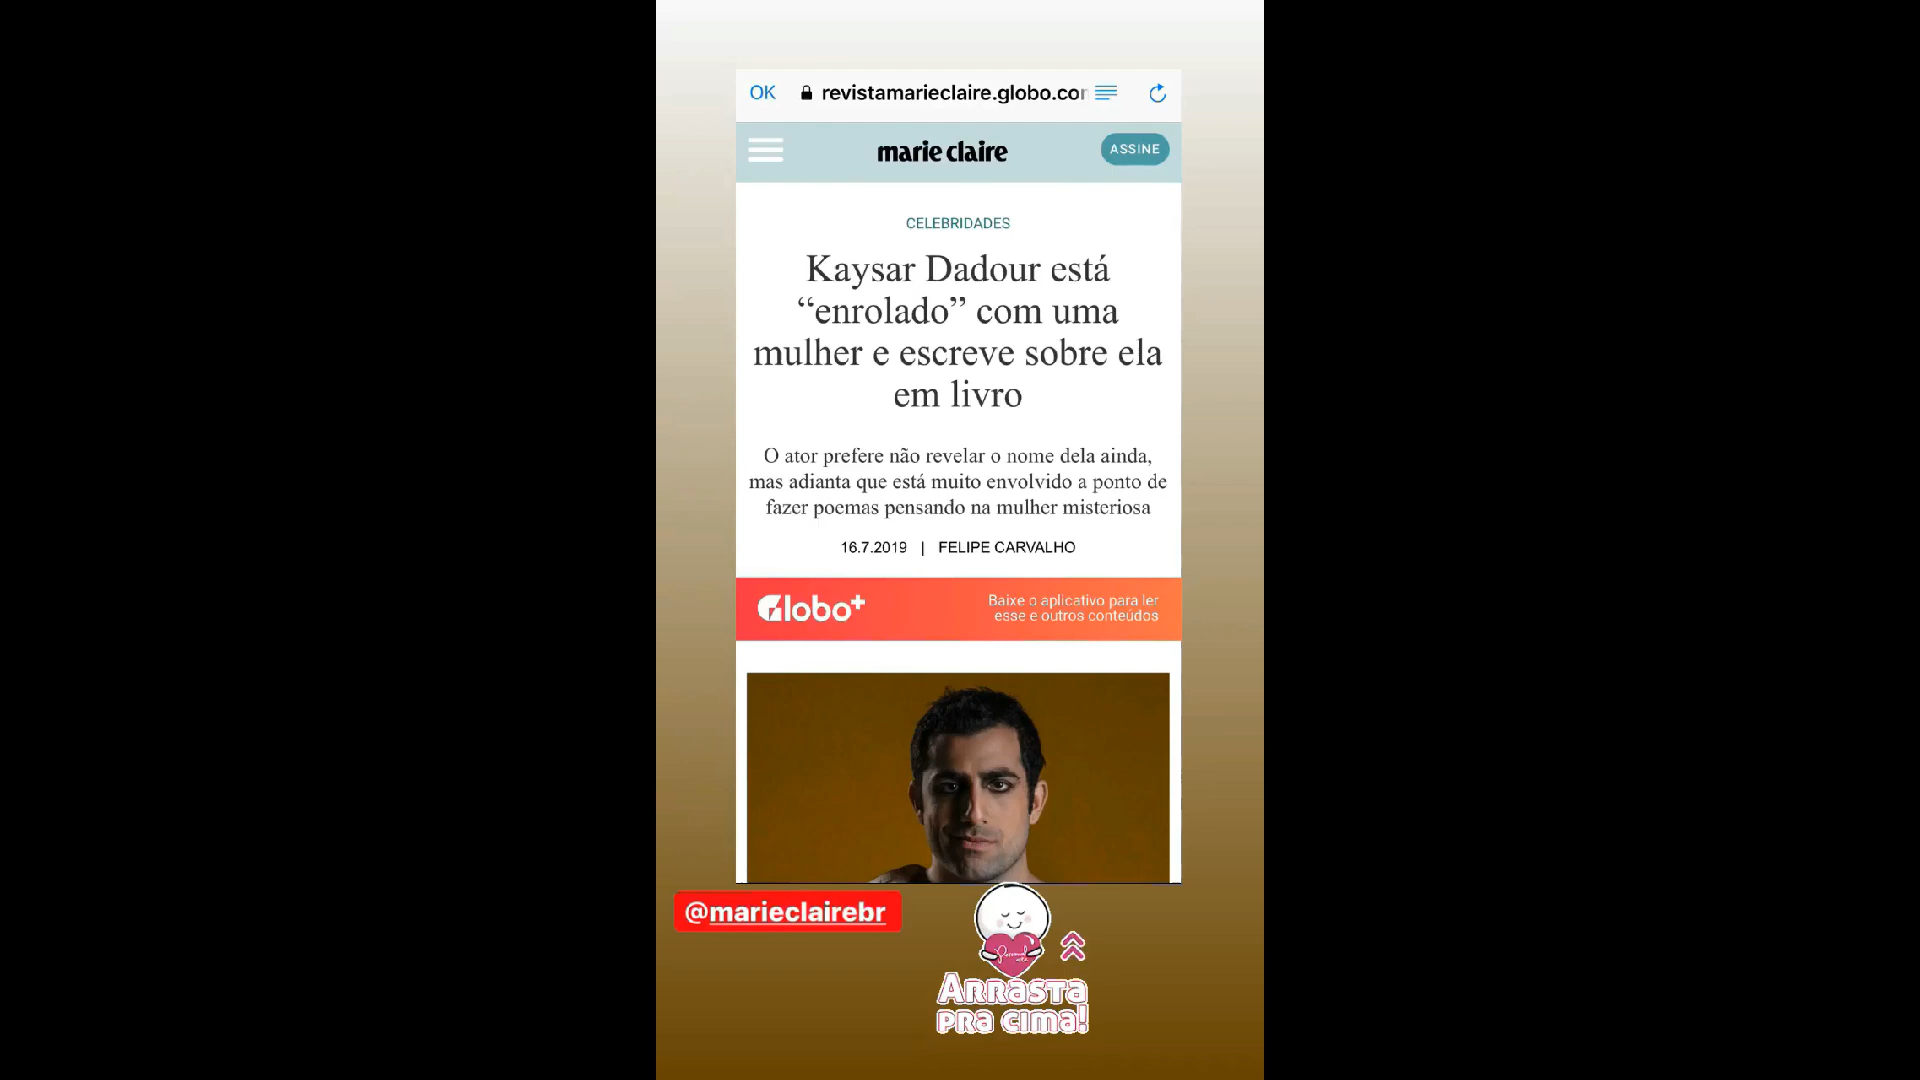 OK revistamarieclaire.globo.co
marie claire
ASSINE
CELEBRIDADES
Kaysar Dadour está
“enrolado” com uma
mulher e escreve sobre ela
em livro
O ator prefere não revelar o nome dela ainda,
mas adianta que está muito envolvido a ponto de
fazer poemas pensando na mulher misteriosa
16.7.2019 | FELIPE CARVALHO
Globo+
Baixe o aplicativo para ler
esse e outros conteúdos
@marieclairebr
ARRASTA
PRA CIMA!